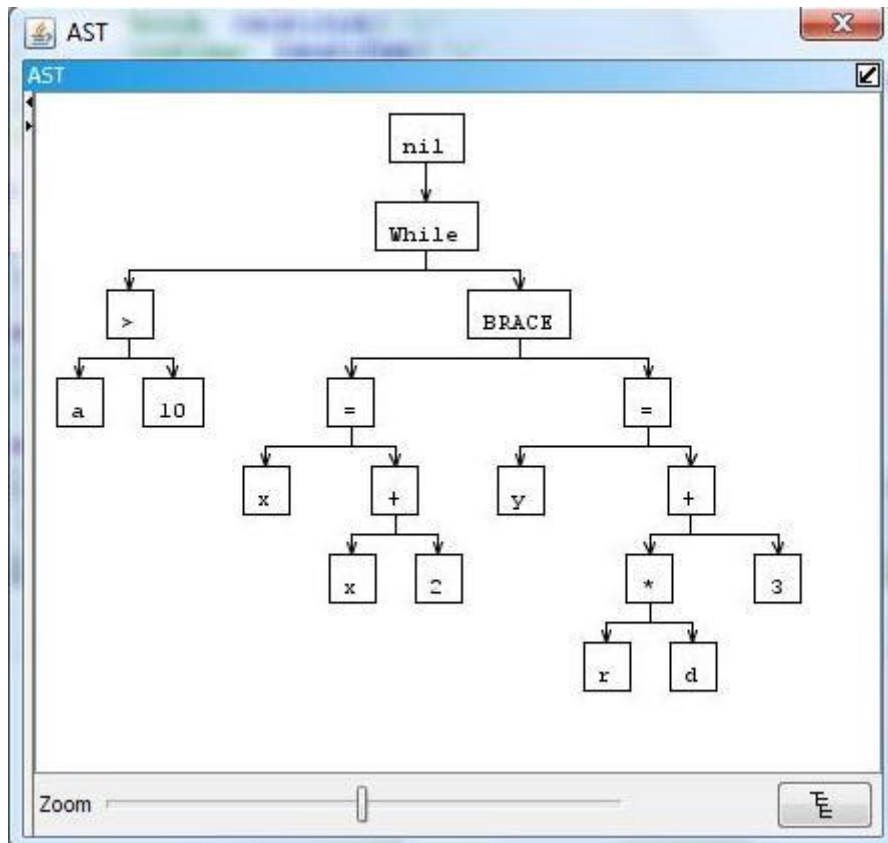 AST
AST
nil
While
> BRACE
a 10 = =
x + y +
x 2 * 3
r d
Zoom